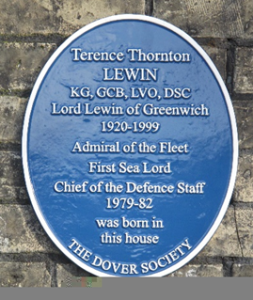 Terence Thornton
LEWIN
KG, GCB, LVO, DSC
Lord Lewin of Greenwich
1920-1999
Admiral of the Fleet
First Sea Lord
Chief of the Defence Staff
1979-82
was born in
this house
THE DOVER SOCIETY